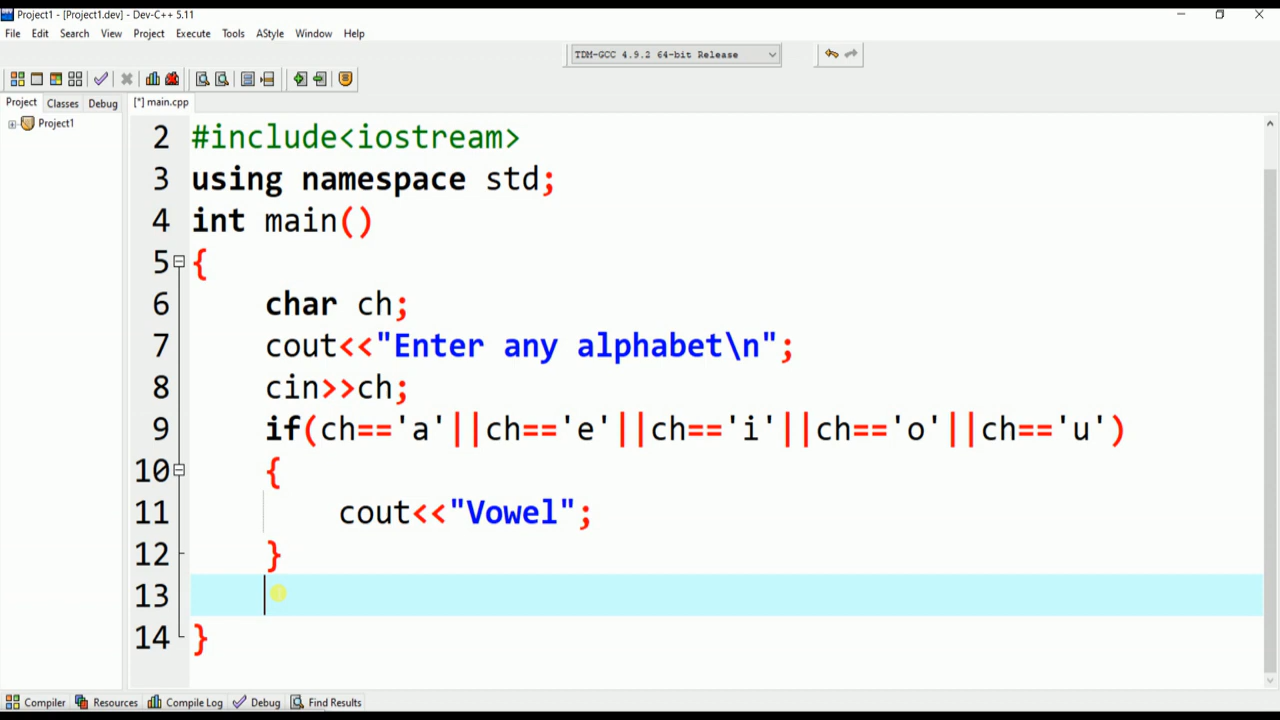 Project1 - [Project1.dev] - Dev-C++ 5.11
File Edit Search View Project Execute Tools AStyle Window Help
TDM-GCC 4.9.2 64-bit Release
Project Classes Debug [*] main.cpp
Project1
2 #include<iostream>
3 using namespace std;
4 int main()
5 {
6 char ch;
7 cout<<"Enter any alphabet\n";
8 cin>>ch;
9 if(ch=='a'||ch=='e'||ch=='i'||ch=='o'||ch=='u')
10 {
11 cout<<"Vowel";
12 }
13
14 }
Compiler Resources Compile Log Debug Find Results